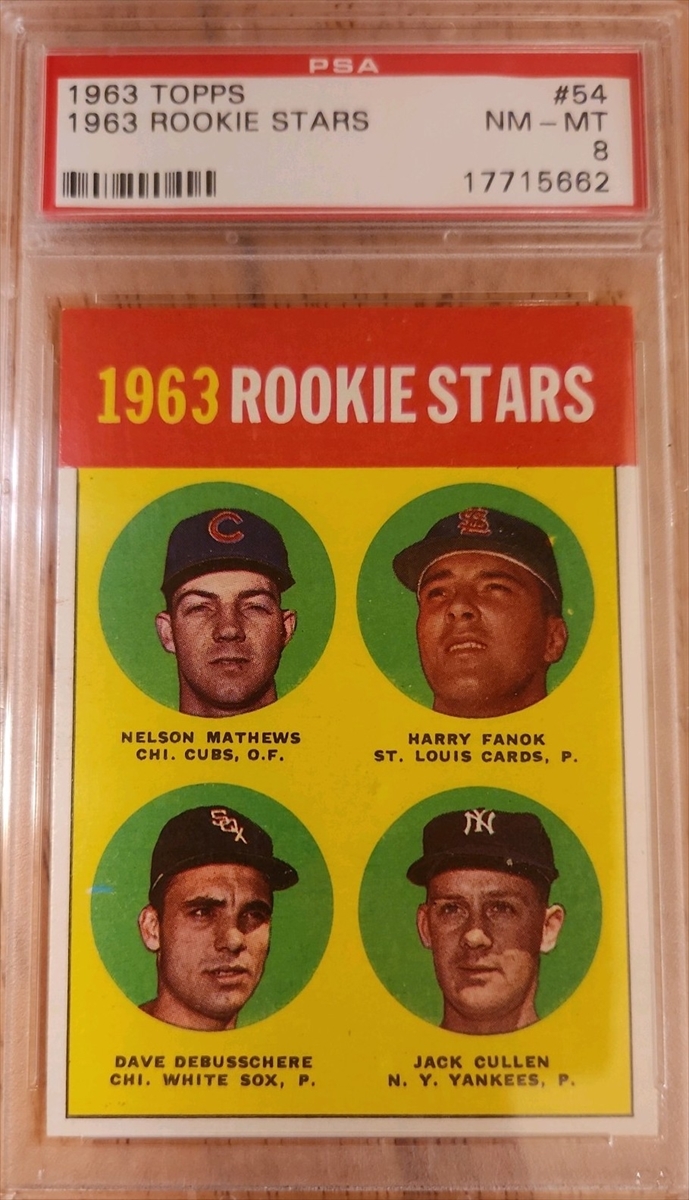 PSA
1963 TOPPS #54
1963 ROOKIE STARS NM - MT
8
17715662
1963 ROOKIE STARS
C
STL
NELSON MATHEWS
CHI. CUBS, O.F.
HARRY FANOK
ST. LOUIS CARDS, P.
SOX
NY
DAVE DEBUSSCHERE
CHI. WHITE SOX, P.
JACK CULLEN
N. Y. YANKEES, P.